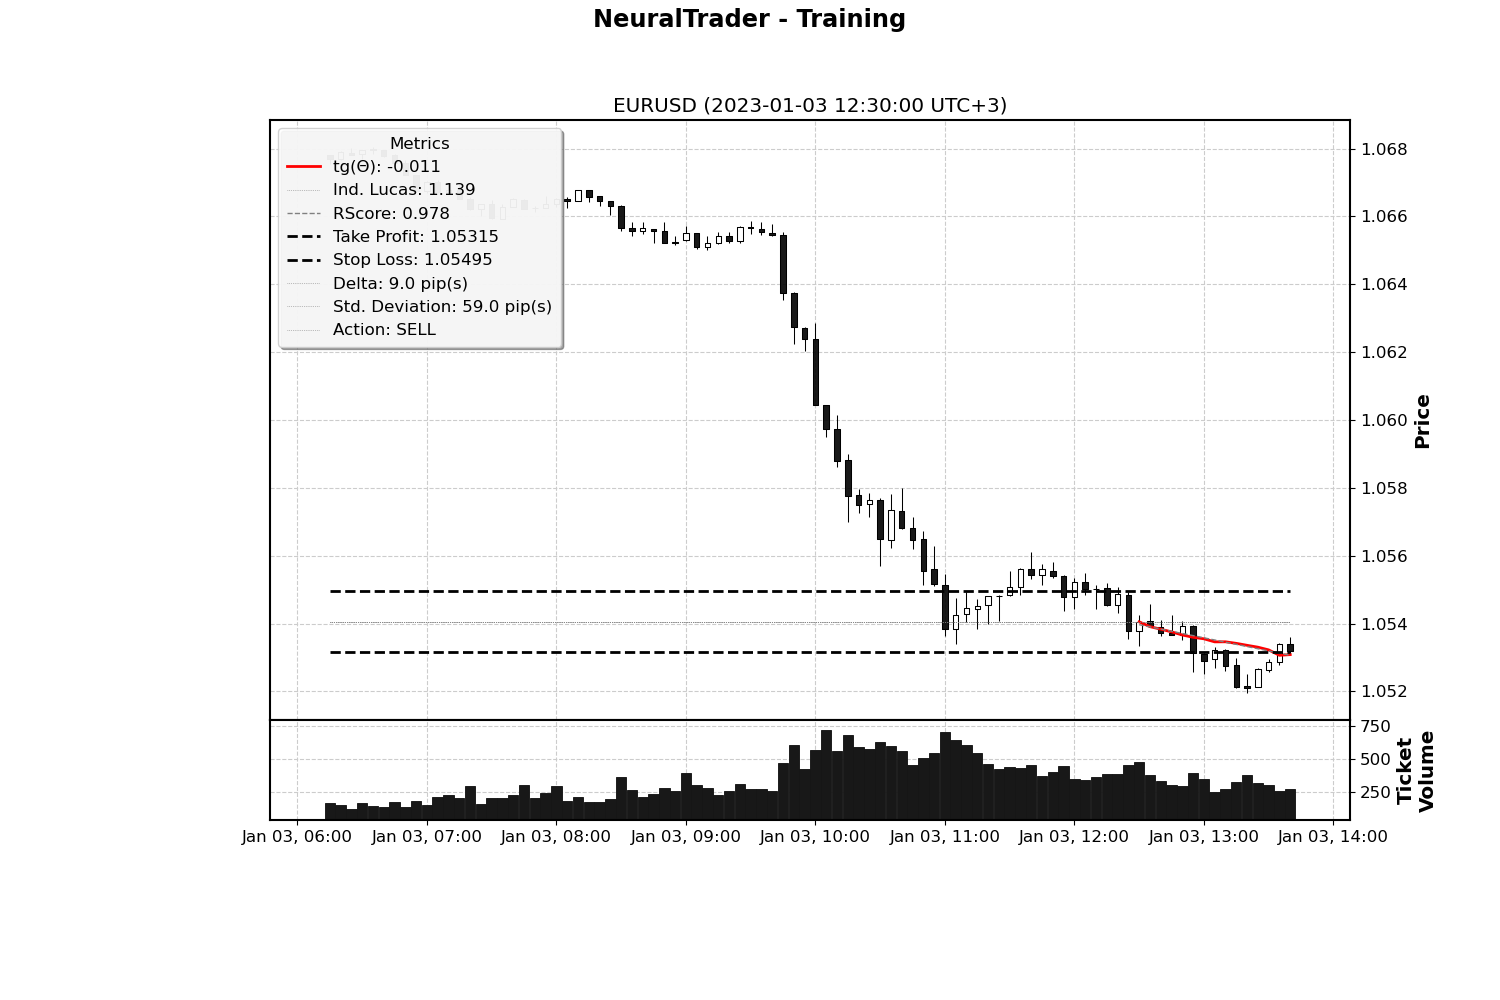 NeuralTrader - Training
EURUSD (2023-01-03 12:30:00 UTC+3)
Metrics
tg(Θ): -0.011
Ind. Lucas: 1.139
RScore: 0.978
Take Profit: 1.05315
Stop Loss: 1.05495
Delta: 9.0 pip(s)
Std. Deviation: 59.0 pip(s)
Action: SELL
1.068
1.066
1.064
1.062
1.060
1.058
1.056
1.054
1.052
Price
750
500
250
Ticket
Volume
Jan 03, 06:00 Jan 03, 07:00 Jan 03, 08:00 Jan 03, 09:00 Jan 03, 10:00 Jan 03, 11:00 Jan 03, 12:00 Jan 03, 13:00 Jan 03, 14:00